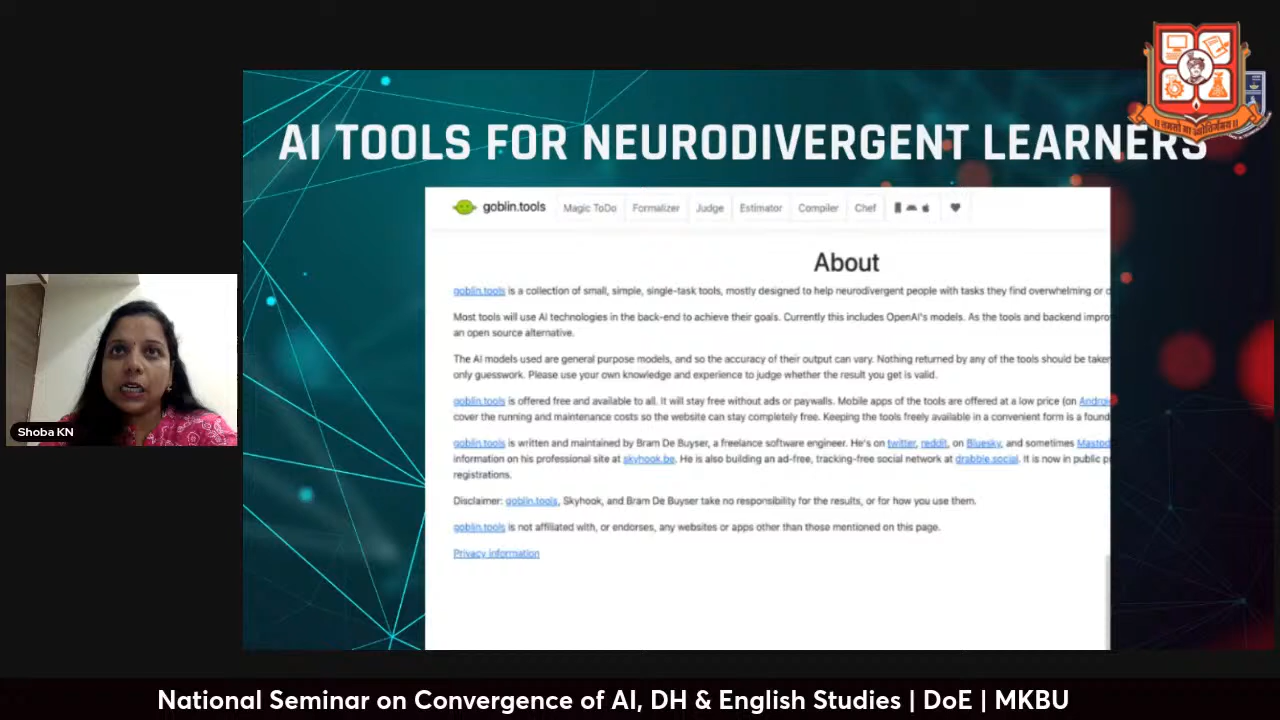 AI TOOLS FOR NEURODIVERGENT LEARNERS
goblin.tools Magic ToDo Formalizer Judge Estimator Compiler Chef
About
goblin.tools is a collection of small, simple, single-task tools, mostly designed to help neurodivergent people with tasks they find overwhelming or
Most tools will use AI technologies in the back-end to achieve their goals. Currently this includes OpenAI's models. As the tools and backend
an open source alternative.
The AI models used are general purpose models, and so the accuracy of their output can vary. Nothing returned by any of the tools should be
only guesswork. Please use your own knowledge and experience to judge whether the result you get is valid.
goblin.tools is offered free and available to all. It will stay free without ads or paywalls. Mobile apps of the tools are offered at a low price (on
cover the running and maintenance costs so the website can stay completely free. Keeping the tools freely available in a convenient form is a
goblin.tools is written and maintained by Bram De Buyser, a freelance software engineer. He's on twitter, reddit, on Bluesky, and sometimes
information on his professional site at skyhook.be. He is also building an ad-free, tracking-free social network at drabble.social. It is now in public
registrations.
Disclaimer: goblin.tools, Skyhook, and Bram De Buyser take no responsibility for the results, or for how you use them.
goblin.tools is not affiliated with, or endorses, any websites or apps other than those mentioned on this page.
Privacy information
Shoba KN
।। तमसो मा ज्योतिर्गमय ।।
National Seminar on Convergence of AI, DH & English Studies | DoE | MKBU